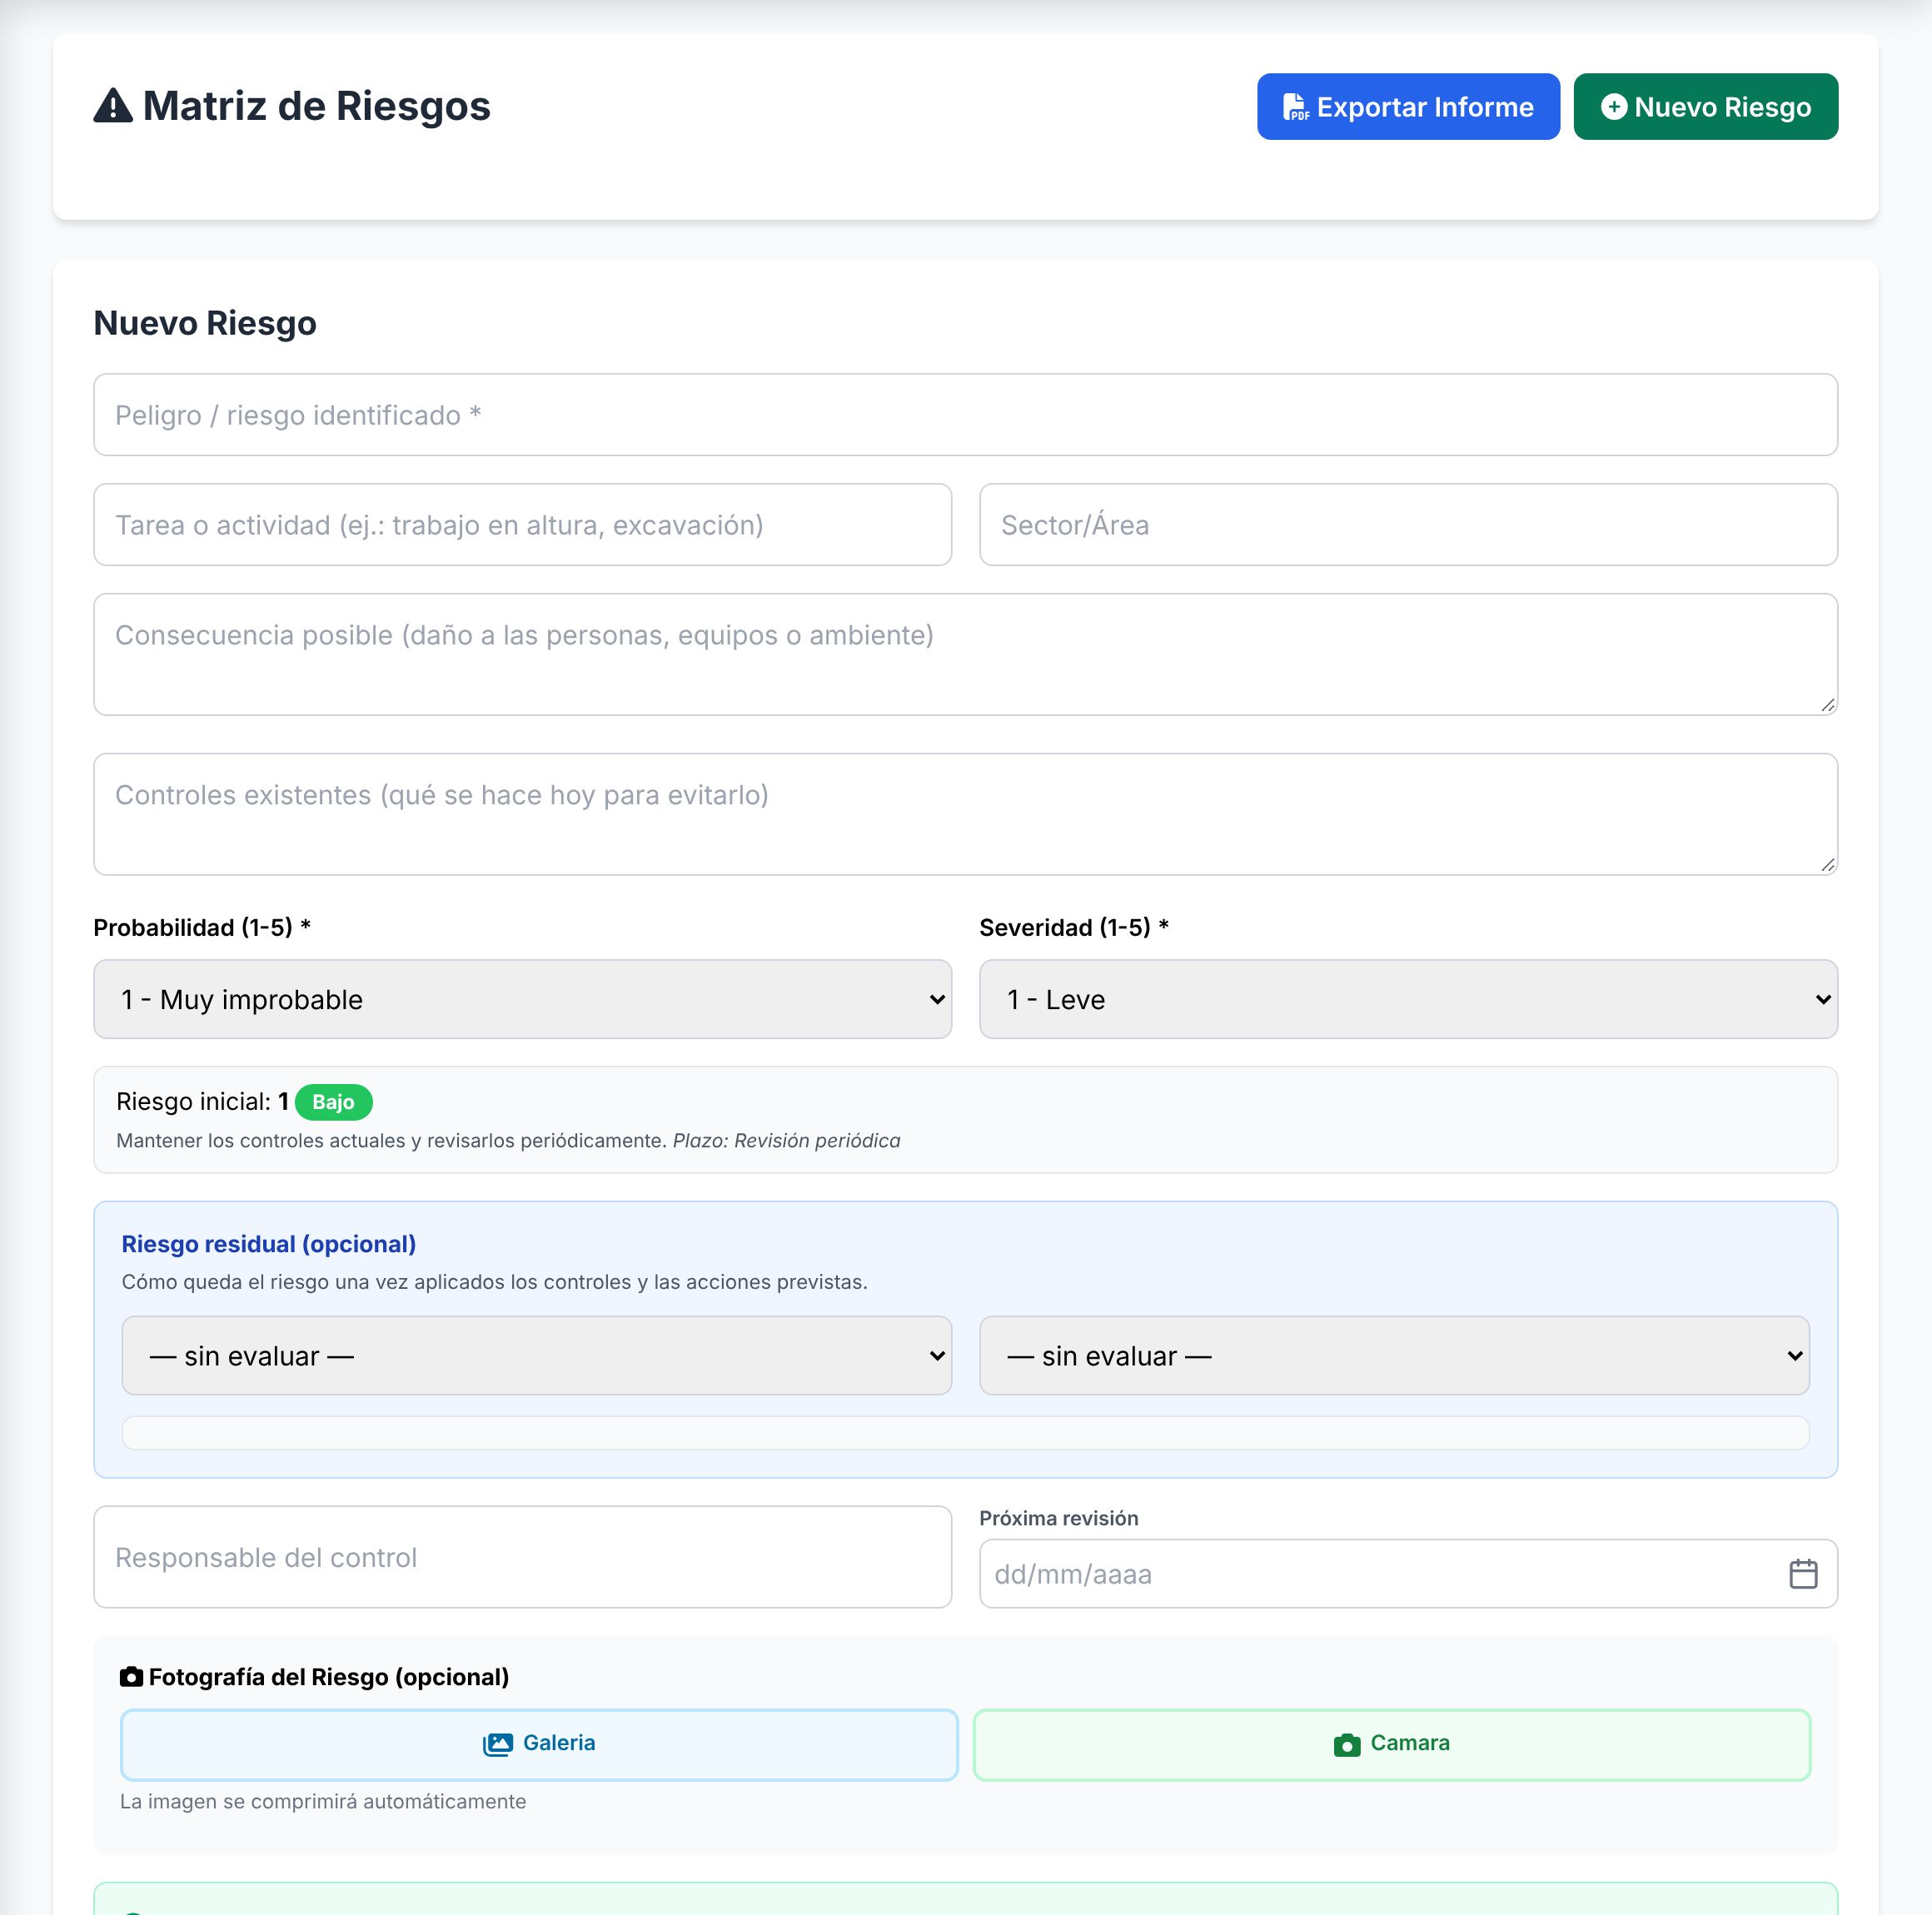 Matriz de Riesgos
PDF Exportar Informe
Nuevo Riesgo
Nuevo Riesgo
Peligro / riesgo identificado *
Tarea o actividad (ej.: trabajo en altura, excavación)
Sector/Área
Consecuencia posible (daño a las personas, equipos o ambiente)
Controles existentes (qué se hace hoy para evitarlo)
Probabilidad (1-5) *
Severidad (1-5) *
1 - Muy improbable
1 - Leve
Riesgo inicial: 1 Bajo
Mantener los controles actuales y revisarlos periódicamente. Plazo: Revisión periódica
Riesgo residual (opcional)
Cómo queda el riesgo una vez aplicados los controles y las acciones previstas.
— sin evaluar —
— sin evaluar —
Responsable del control
Próxima revisión
dd/mm/aaaa
Fotografía del Riesgo (opcional)
Galeria
Camara
La imagen se comprimirá automáticamente